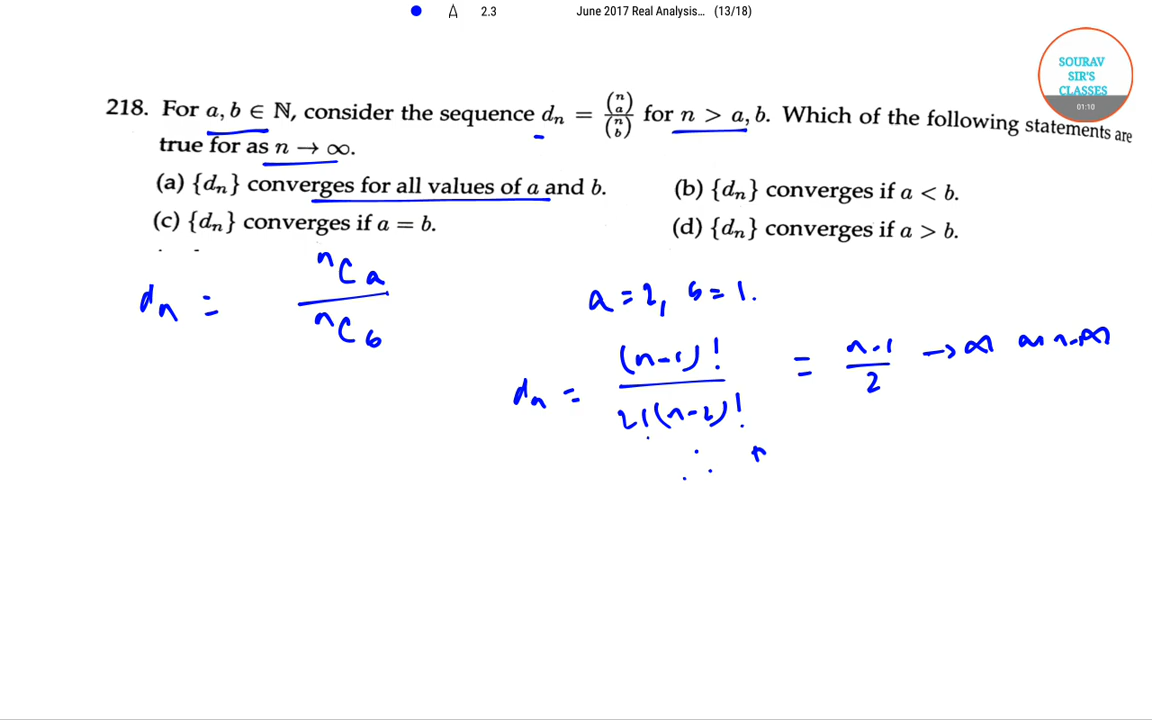 2.3 June 2017 Real Analysis... (13/18)
SOURAV
SIR'S
CLASSES
01:10
218. For a, b ∈ ℕ, consider the sequence dₙ = (n a)/(n b) for n > a, b. Which of the following statements are
true for as n → ∞.
(a) {dₙ} converges for all values of a and b. (b) {dₙ} converges if a < b.
(c) {dₙ} converges if a = b. (d) {dₙ} converges if a > b.
dₙ = ⁿCₐ / ⁿC_b
a = 2, b = 1.
dₙ = (n-1)! / 2!(n-2)! = n-1 / 2 → ∞ as n→∞
∴